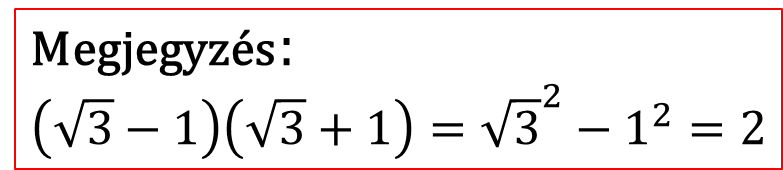 Megjegyzés:
(√3 − 1)(√3 + 1) = √3² − 1² = 2